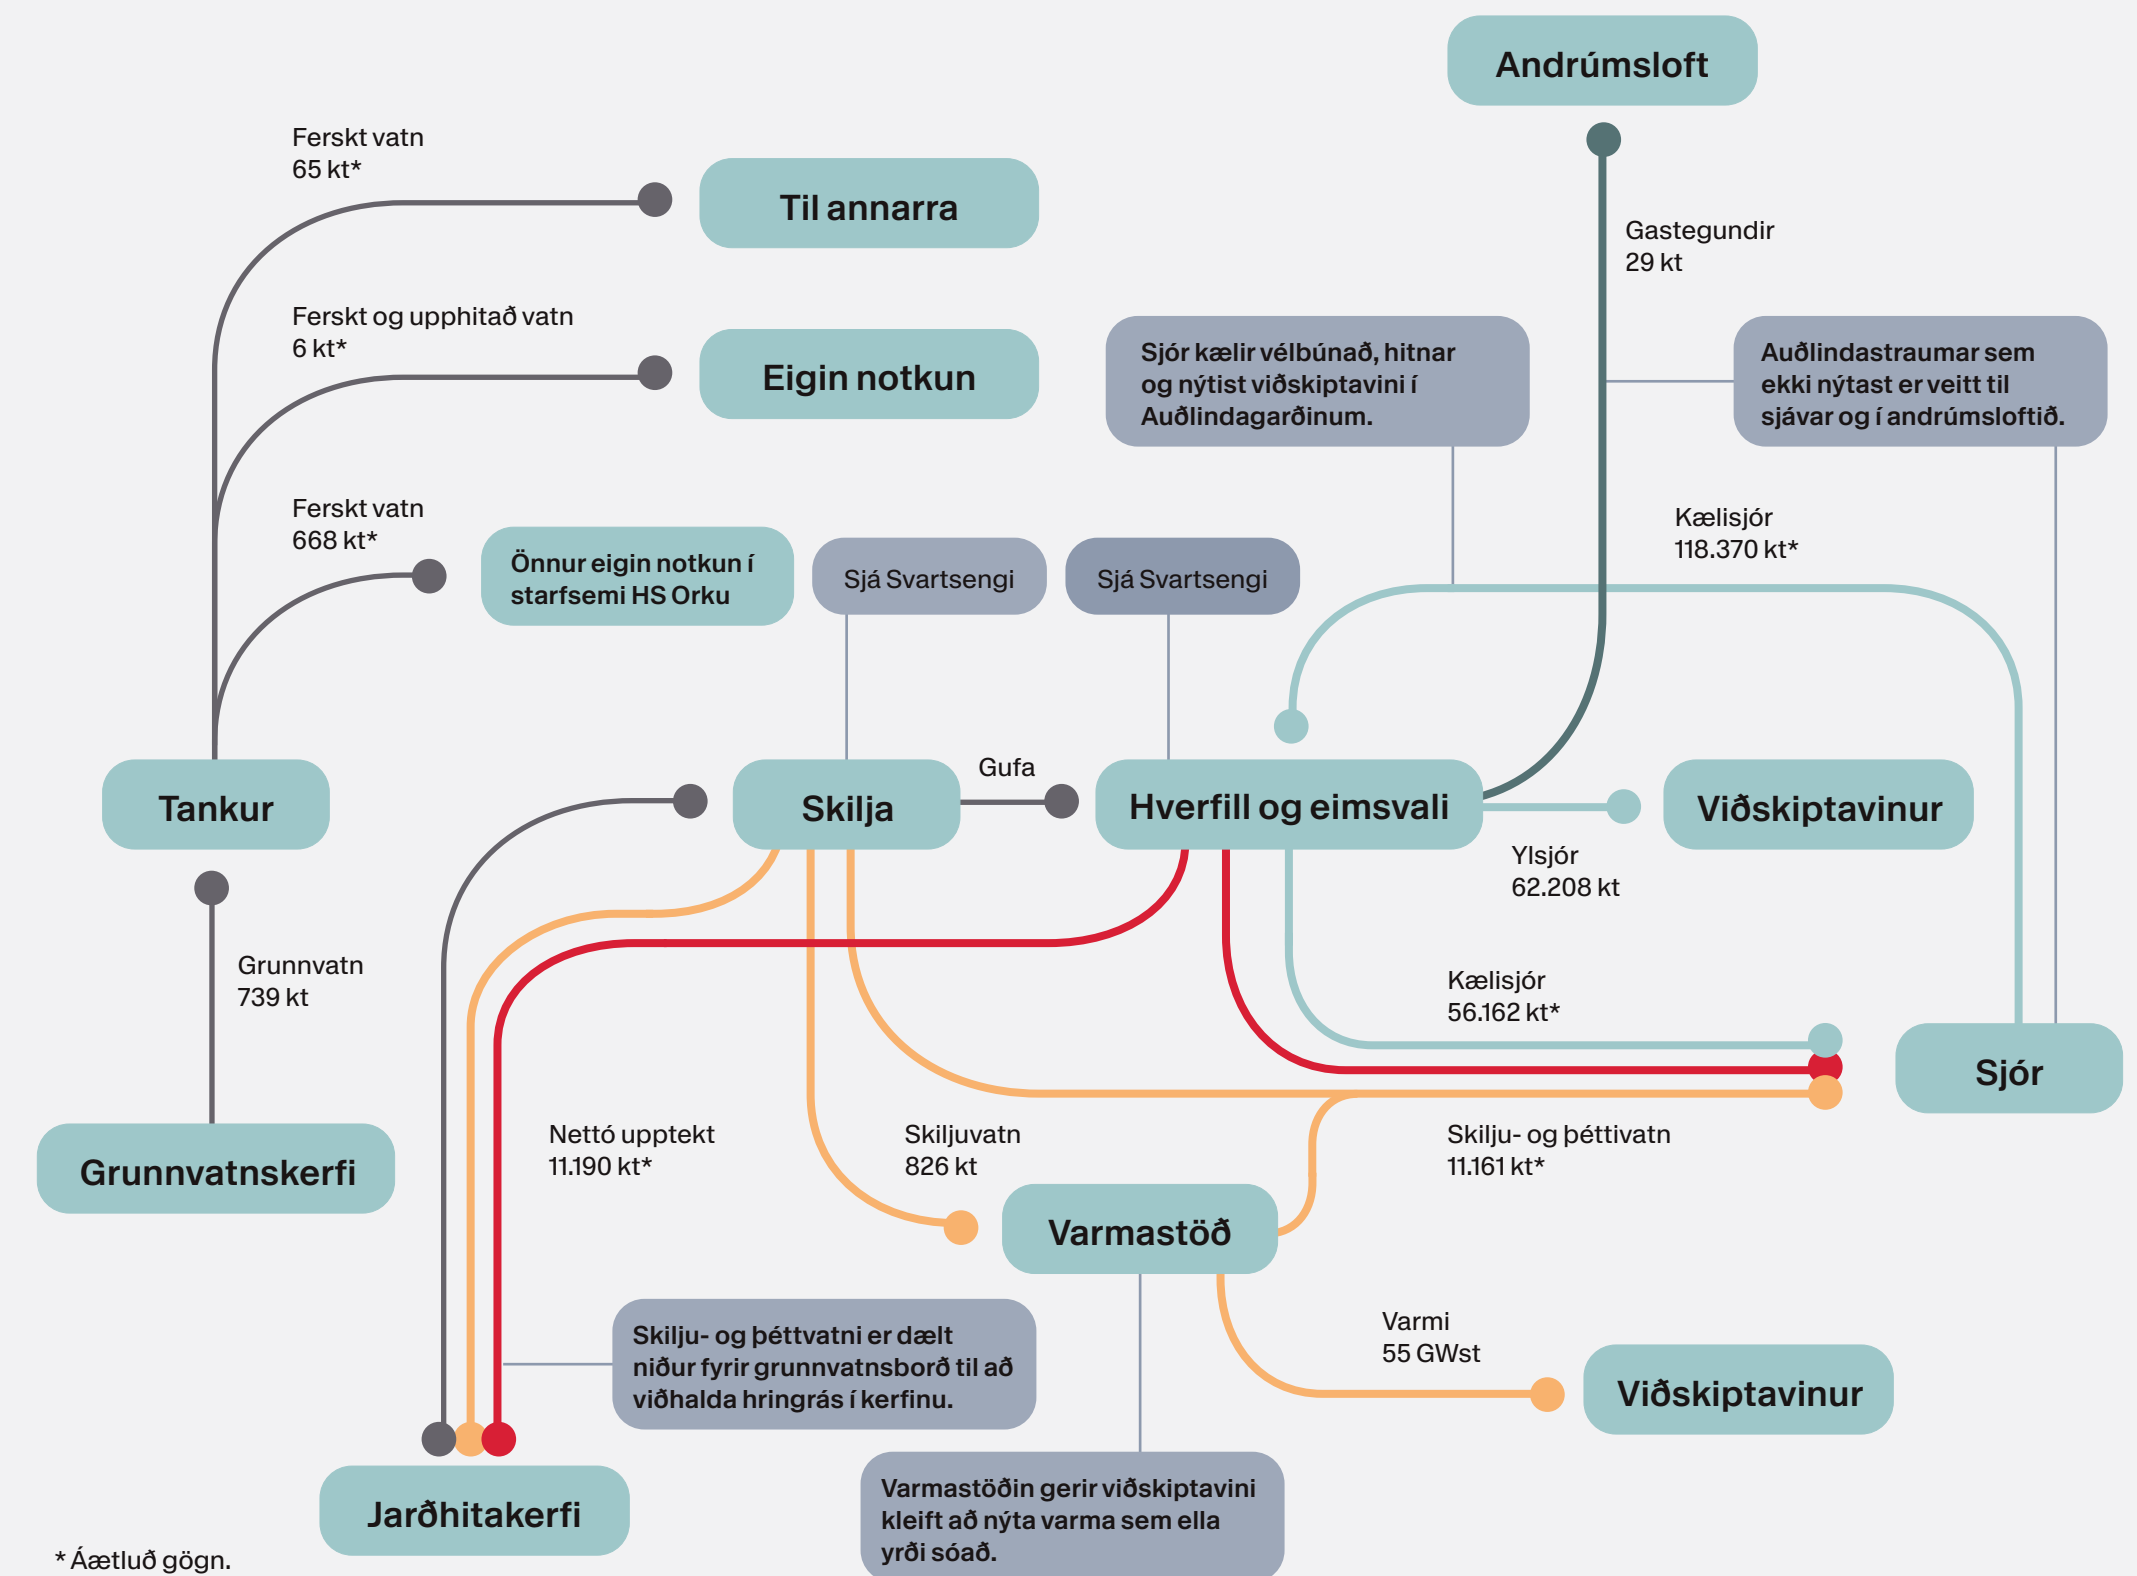 Andrúmsloft
Ferskt vatn
65 kt*
Til annarra
Gastegundir
29 kt
Ferskt og upphitað vatn
6 kt*
Eigin notkun
Sjór kælir vélbúnað, hitnar
og nýtist viðskiptavini í
Auðlindagarðinum.
Auðlindastraumar sem
ekki nýtast er veitt til
sjávar og í andrúmsloftið.
Ferskt vatn
668 kt*
Önnur eigin notkun í
starfsemi HS Orku
Sjá Svartsengi
Sjá Svartsengi
Kælisjór
118.370 kt*
Tankur
Skilja
Gufa
Hverfill og eimsvali
Viðskiptavinur
Ylsjór
62.208 kt
Grunnvatn
739 kt
Kælisjór
56.162 kt*
Sjór
Grunnvatnskerfi
Nettó upptekt
11.190 kt*
Skiljuvatn
826 kt
Skilju- og þéttivatn
11.161 kt*
Varmastöð
Skilju- og þéttvatni er dælt
niður fyrir grunnvatnsborð til að
viðhalda hringrás í kerfinu.
Varmi
55 GWst
Viðskiptavinur
Jarðhitakerfi
Varmastöðin gerir viðskiptavini
kleift að nýta varma sem ella
yrði sóað.
* Áætluð gögn.